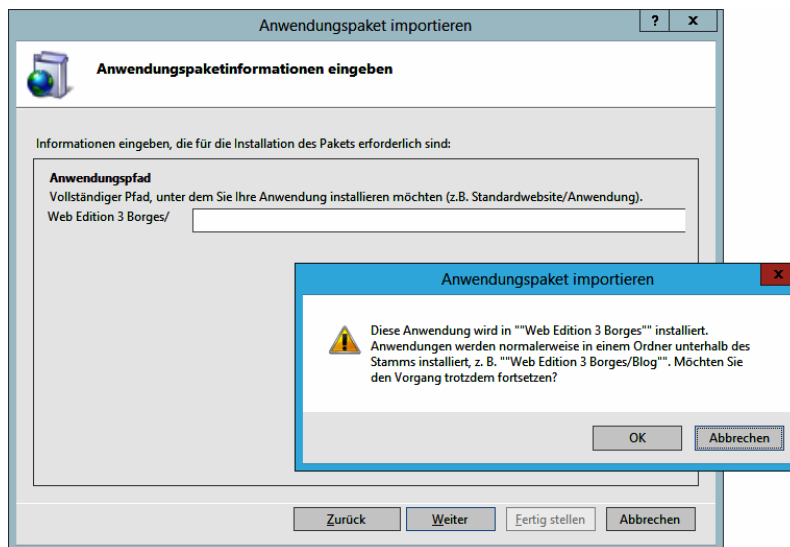 Anwendungspaket importieren
? x
Anwendungspaketinformationen eingeben
Informationen eingeben, die für die Installation des Pakets erforderlich sind:
Anwendungspfad
Vollständiger Pfad, unter dem Sie Ihre Anwendung installieren möchten (z.B. Standardwebsite/Anwendung).
Web Edition 3 Borges/
Anwendungspaket importieren
x
Diese Anwendung wird in ""Web Edition 3 Borges"" installiert.
Anwendungen werden normalerweise in einem Ordner unterhalb des
Stamms installiert, z. B. ""Web Edition 3 Borges/Blog"". Möchten Sie
den Vorgang trotzdem fortsetzen?
OK Abbrechen
Zurück Weiter Fertig stellen Abbrechen